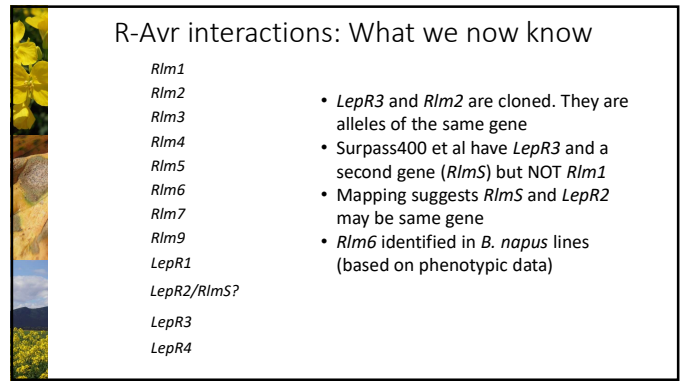 R-Avr interactions: What we now know
Rlm1
Rlm2
Rlm3
Rlm4
Rlm5
Rlm6
Rlm7
Rlm9
LepR1
LepR2/RlmS?
LepR3
LepR4
• LepR3 and Rlm2 are cloned. They are
alleles of the same gene
• Surpass400 et al have LepR3 and a
second gene (RlmS) but NOT Rlm1
• Mapping suggests RlmS and LepR2
may be same gene
• Rlm6 identified in B. napus lines
(based on phenotypic data)